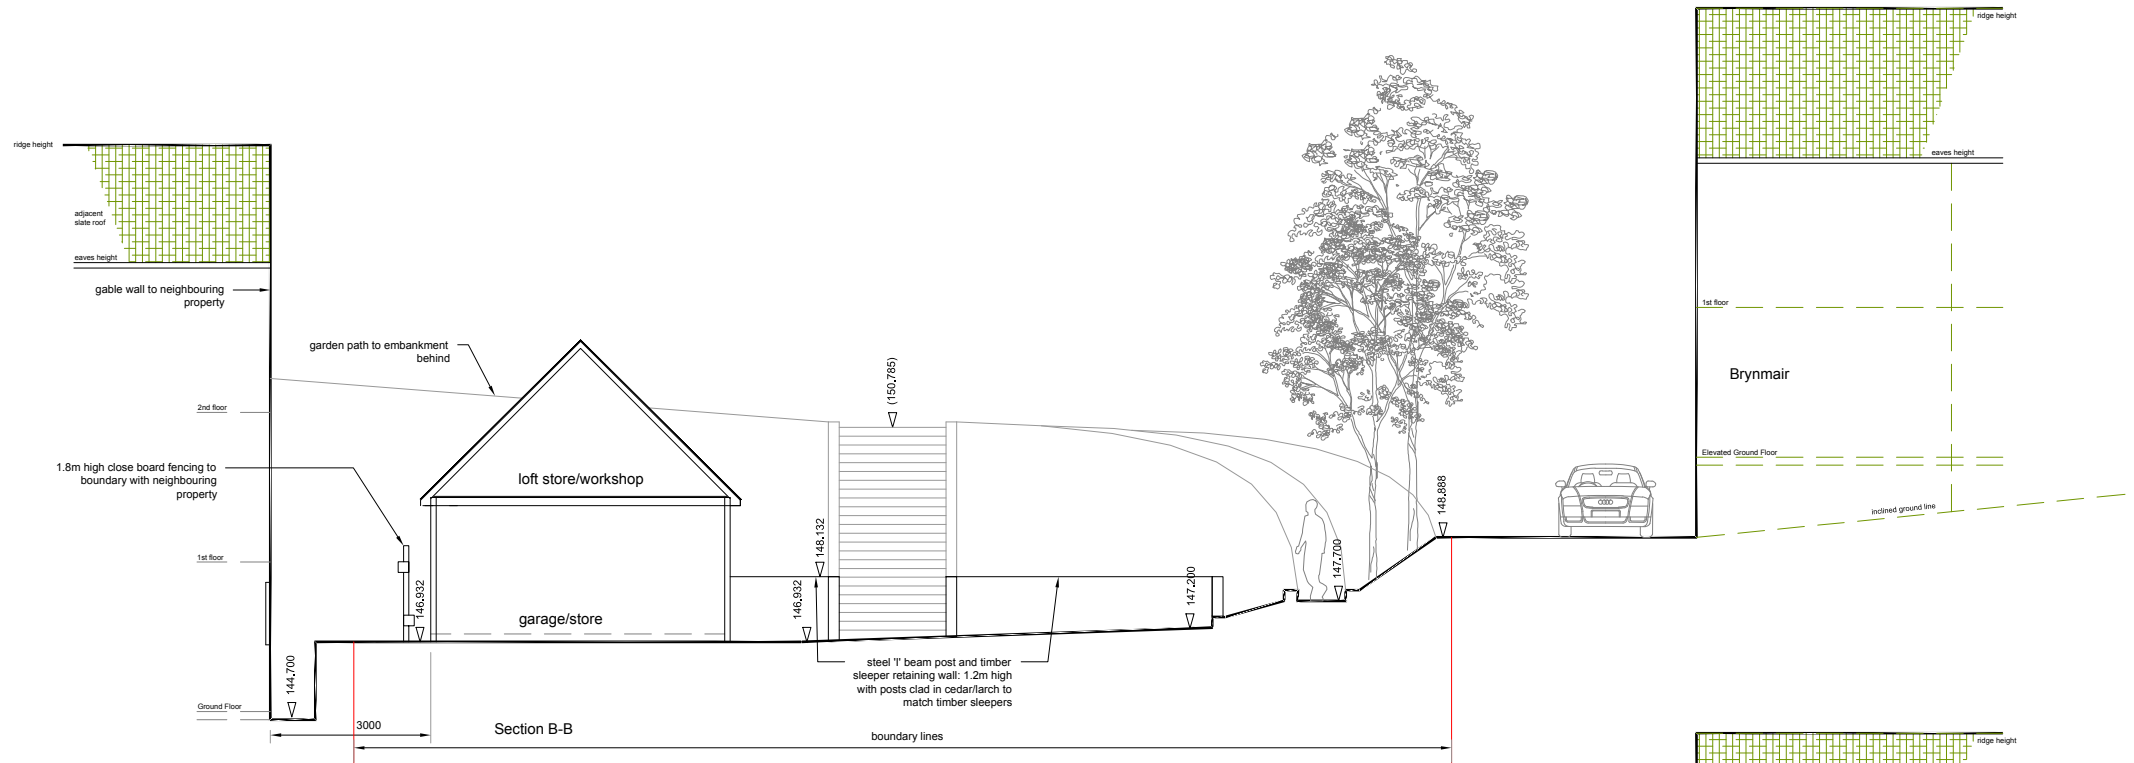 ridge height
ridge height
adjacent
slate roof
eaves height
eaves height
gable wall to neighbouring
property
1st floor
garden path to embankment
behind
(150.785)
Brynmair
2nd floor
Elevated Ground Floor
1.8m high close board fencing to
boundary with neighbouring
property
loft store/workshop
148.888
inclined ground line
1st floor
148.132
147.700
146.932
146.932
147.200
garage/store
144.700
steel 'I' beam post and timber
sleeper retaining wall: 1.2m high
with posts clad in cedar/larch to
match timber sleepers
Ground Floor
3000
Section B-B
boundary lines
ridge height